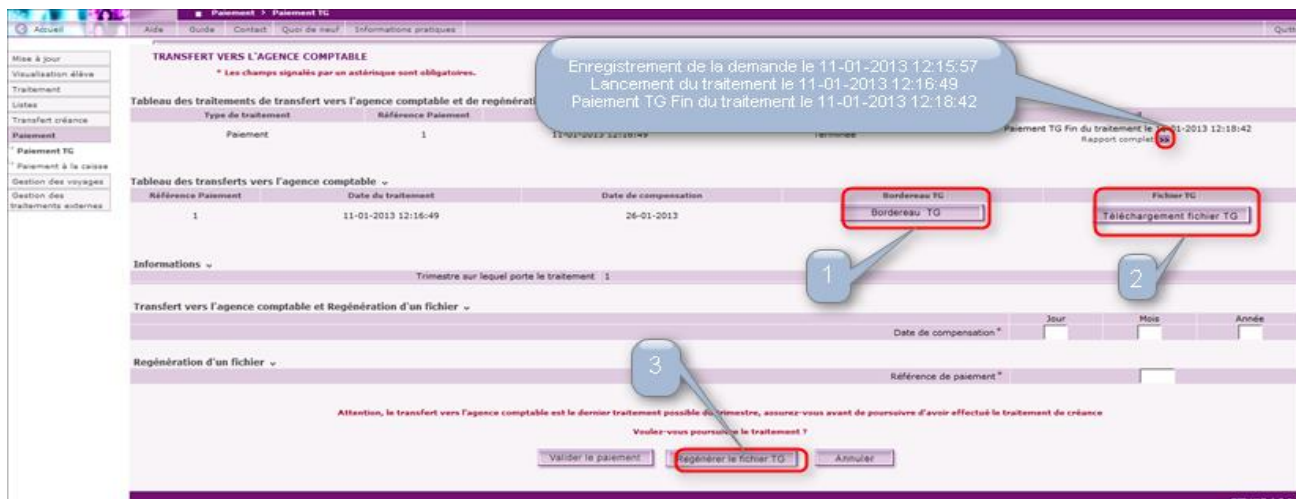 Paiement > Paiement TG
Accueil
Aide Guide Contact Quoi de neuf Informations pratiques
Mise à jour
Visualisation élève
Traitement
Listes
Transfert créance
Paiement
Paiement TG
Paiement à la caisse
Gestion des voyages
Gestion des
traitements externes
TRANSFERT VERS L'AGENCE COMPTABLE
* Les champs signalés par un astérisque sont obligatoires.
Enregistrement de la demande le 11-01-2013 12:15:57
Lancement du traitement le 11-01-2013 12:16:49
Paiement TG Fin du traitement le 11-01-2013 12:18:42
Tableau des traitements de transfert vers l'agence comptable et de regénérati
Type de traitement Référence Paiement
Paiement 1 11-01-2013 12:16:49 Terminée Paiement TG Fin du traitement le 11-01-2013 12:18:42
Rapport complet
Tableau des transferts vers l'agence comptable
Référence Paiement Date du traitement Date de compensation Bordereau TG Fichier TG
1 11-01-2013 12:16:49 26-01-2013 Bordereau TG Téléchargement fichier TG
1
2
Informations
Trimestre sur lequel porte le traitement 1
Transfert vers l'agence comptable et Regénération d'un fichier
Jour Mois Année
Date de compensation *
Regénération d'un fichier
3
Référence de paiement *
Attention, le transfert vers l'agence comptable est le dernier traitement possible du trimestre, assurez-vous avant de poursuivre d'avoir effectué le traitement de créance
Voulez-vous poursuivre le traitement ?
Valider le paiement Regénérer le fichier TG Annuler